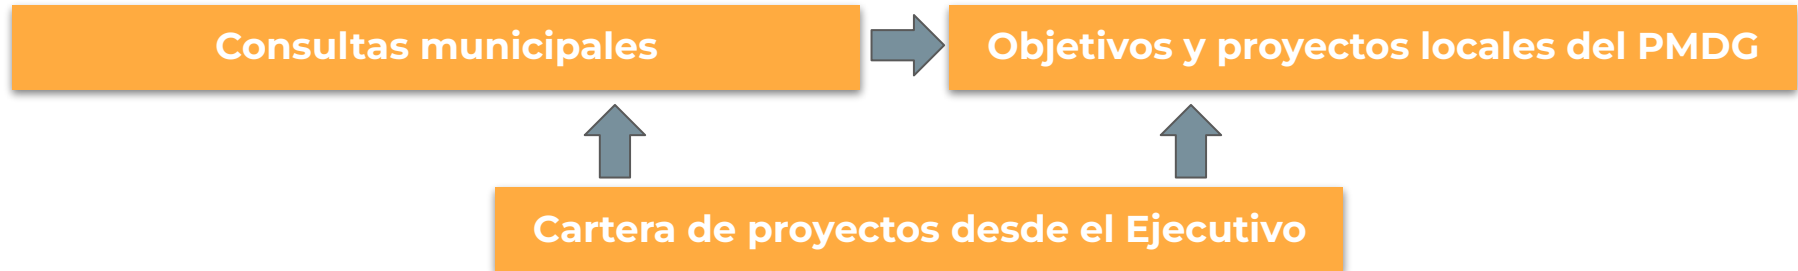 Consultas municipales
Objetivos y proyectos locales del PMDG
Cartera de proyectos desde el Ejecutivo